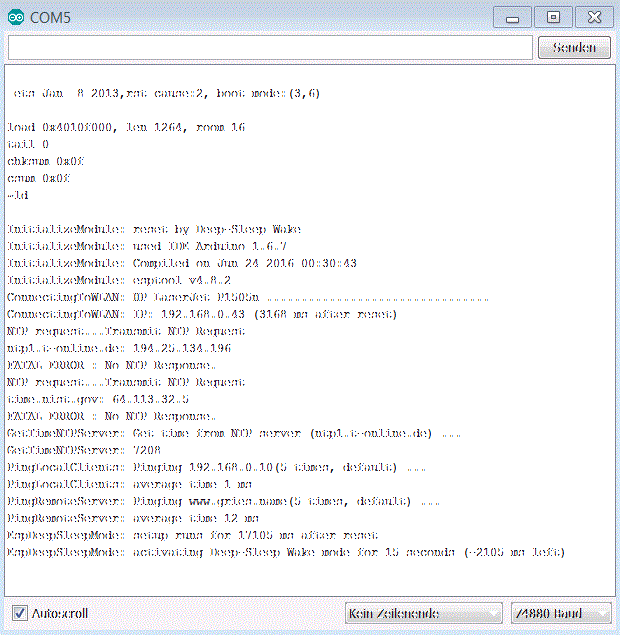 COM5
Senden
ets Jan  8 2013,rst cause:2, boot mode:(3,6)
load 0x4010f000, len 1264, room 16
tail 0
chksum 0x0f
csum 0x0f
~ld
InitializeModule: reset by Deep-Sleep Wake
InitializeModule: used IDE Arduino 1.6.7
InitializeModule: Compiled on Jun 24 2016 00:30:43
InitializeModule: esptool v4.8.2
ConnectingToWLAN: HP LaserJet P1505n ......................................
ConnectingToWLAN: IP: 192.168.0.43 (3168 ms after reset)
NTP request...Transmit NTP Request
ntp1.t-online.de: 194.25.134.196
FATAL ERROR : No NTP Response.
NTP request...Transmit NTP Request
time.nist.gov: 64.113.32.5
FATAL ERROR : No NTP Response.
GetTimeNTPServer: Get time from NTP server (ntp1.t-online.de) ...
GetTimeNTPServer: 7208
PingLocalClients: Pinging 192.168.0.10(5 times, default) ...
PingLocalClients: average time 1 ms
PingRemoteServer: Pinging www.gries.name(5 times, default) ...
PingRemoteServer: average time 12 ms
EspDeepSleepMode: setup runs for 17105 ms after reset
EspDeepSleepMode: activating Deep-Sleep Wake mode for 15 seconds (-2105 ms left)
Autoscroll
Kein Zeilenende
74880 Baud